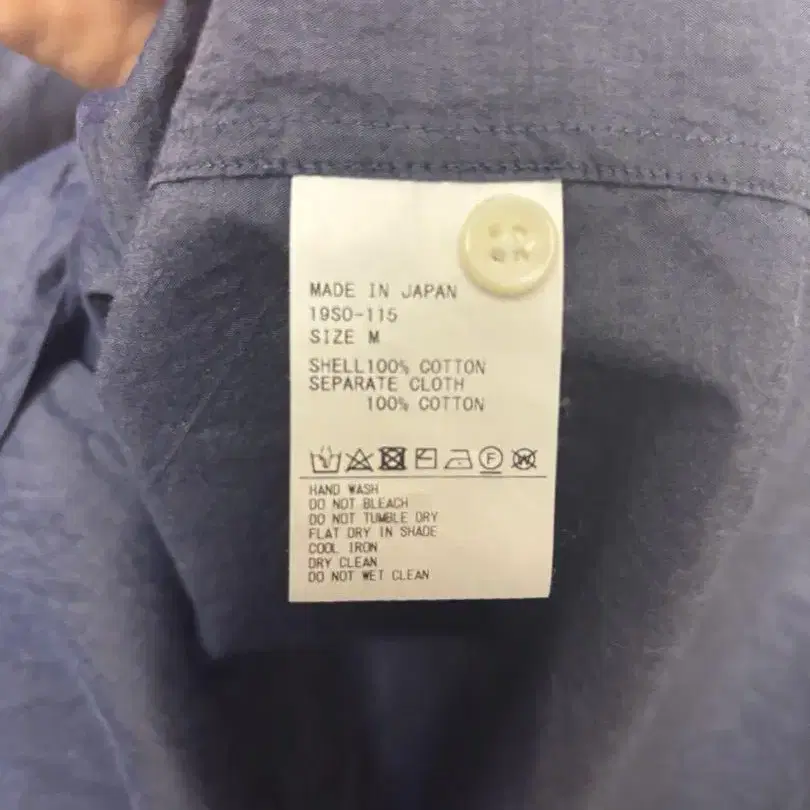 MADE IN JAPAN
19SO-115
SIZE M
SHELL100% COTTON
SEPARATE CLOTH
100% COTTON
F
W
HAND WASH
DO NOT BLEACH
DO NOT TUMBLE DRY
FLAT DRY IN SHADE
COOL IRON
DRY CLEAN
DO NOT WET CLEAN